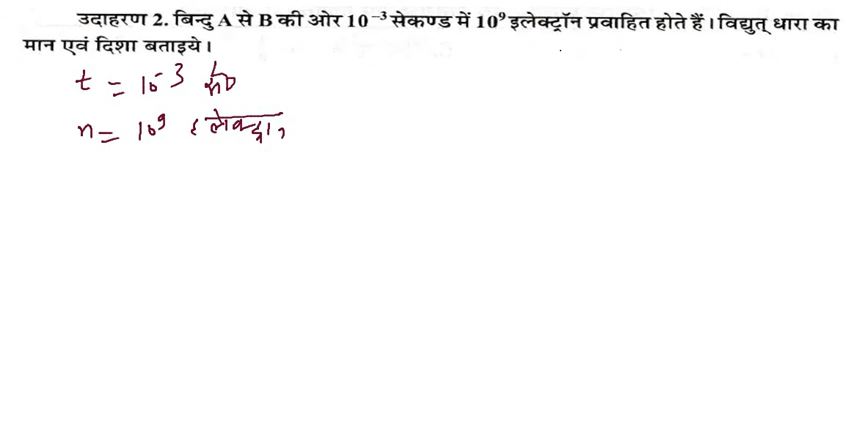 उदाहरण 2. बिन्दु A से B की ओर 10⁻³ सेकण्ड में 10⁹ इलेक्ट्रॉन प्रवाहित होते हैं। विद्युत् धारा का
मान एवं दिशा बताइये।
t = 10⁻³ से०
n = 10⁹ इलेक्ट्रान